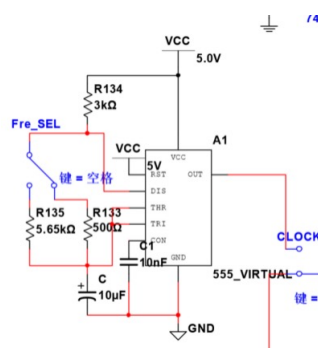 74
VCC
5.0V
R134
3kΩ
Fre_SEL
VCC
A1
5V
键 = 空格
VCC
RST
OUT
DIS
THR
TRI
CON
GND
R135
5.65kΩ
R133
500Ω
C1
10nF
CLOCK
555_VIRTUAL
键 =
C
10µF
GND